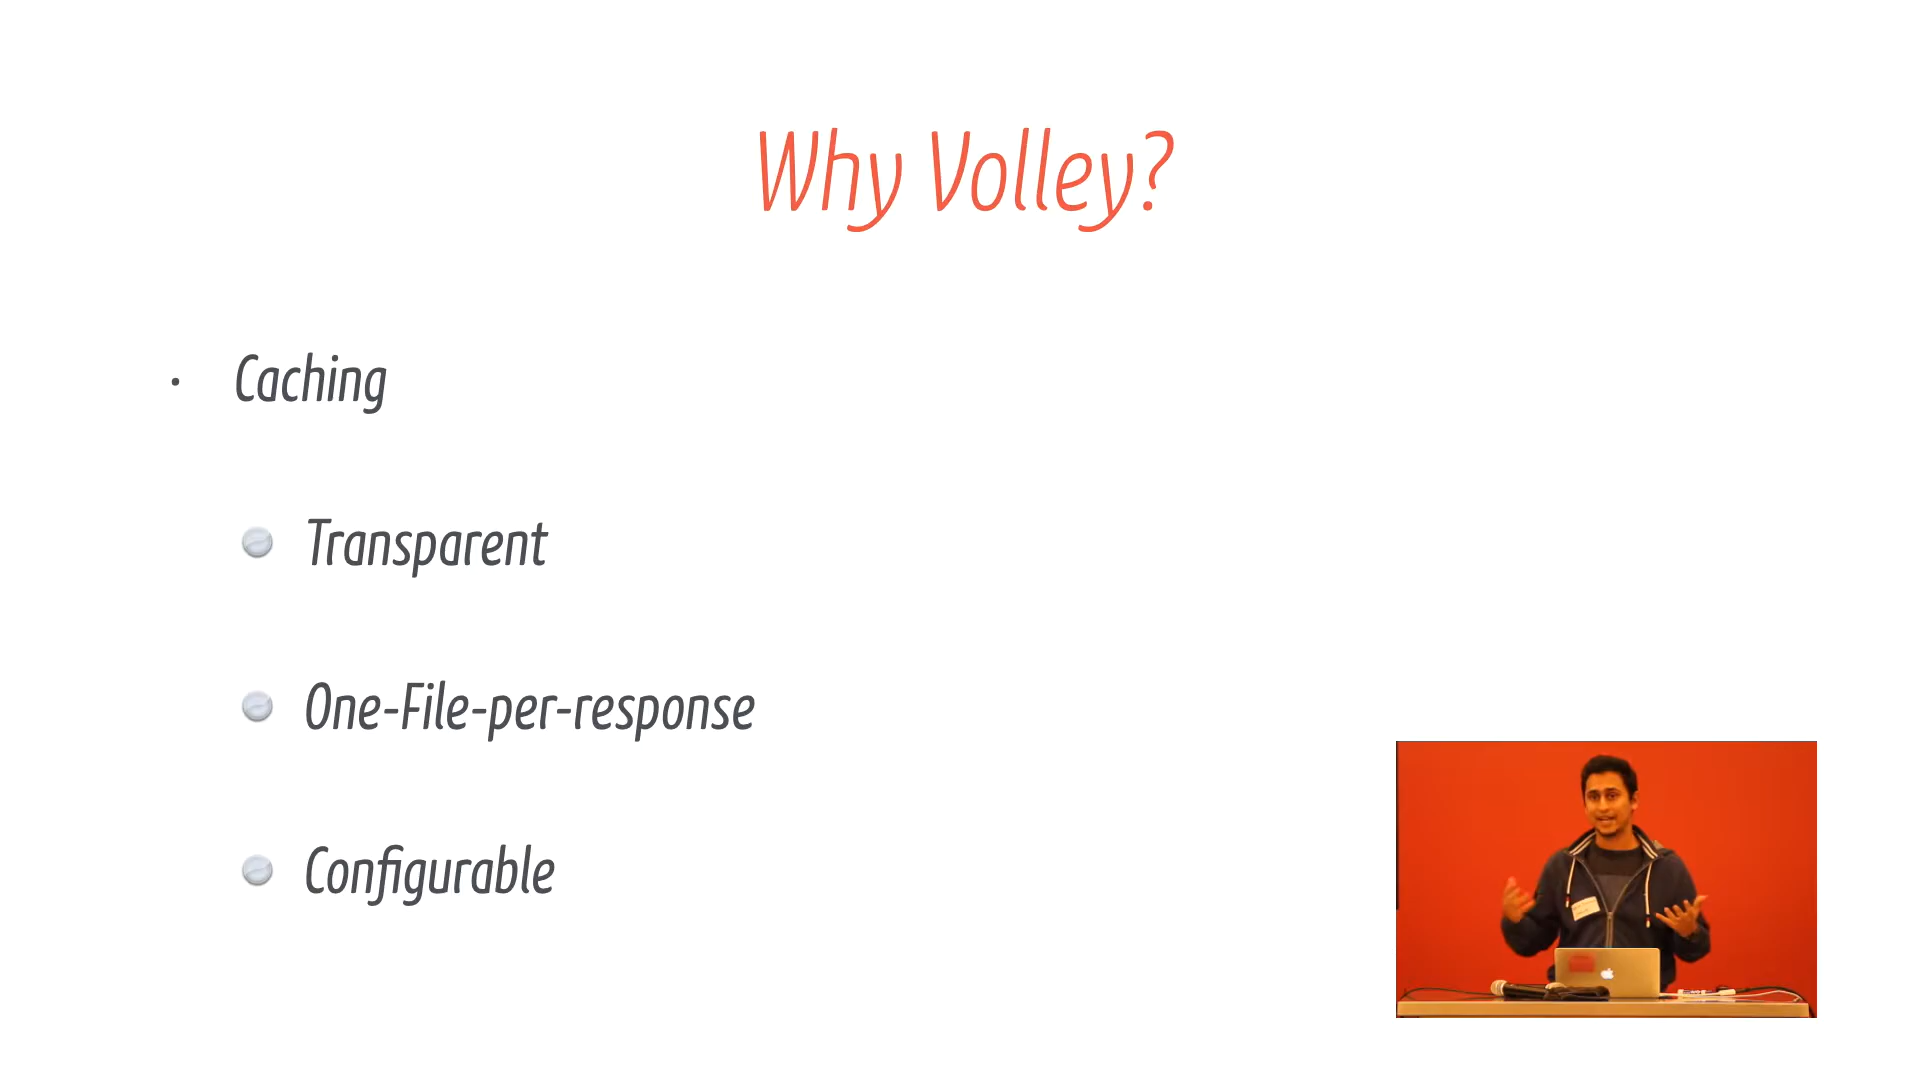 Why Volley?
Caching
Transparent
One-File-per-response
Configurable